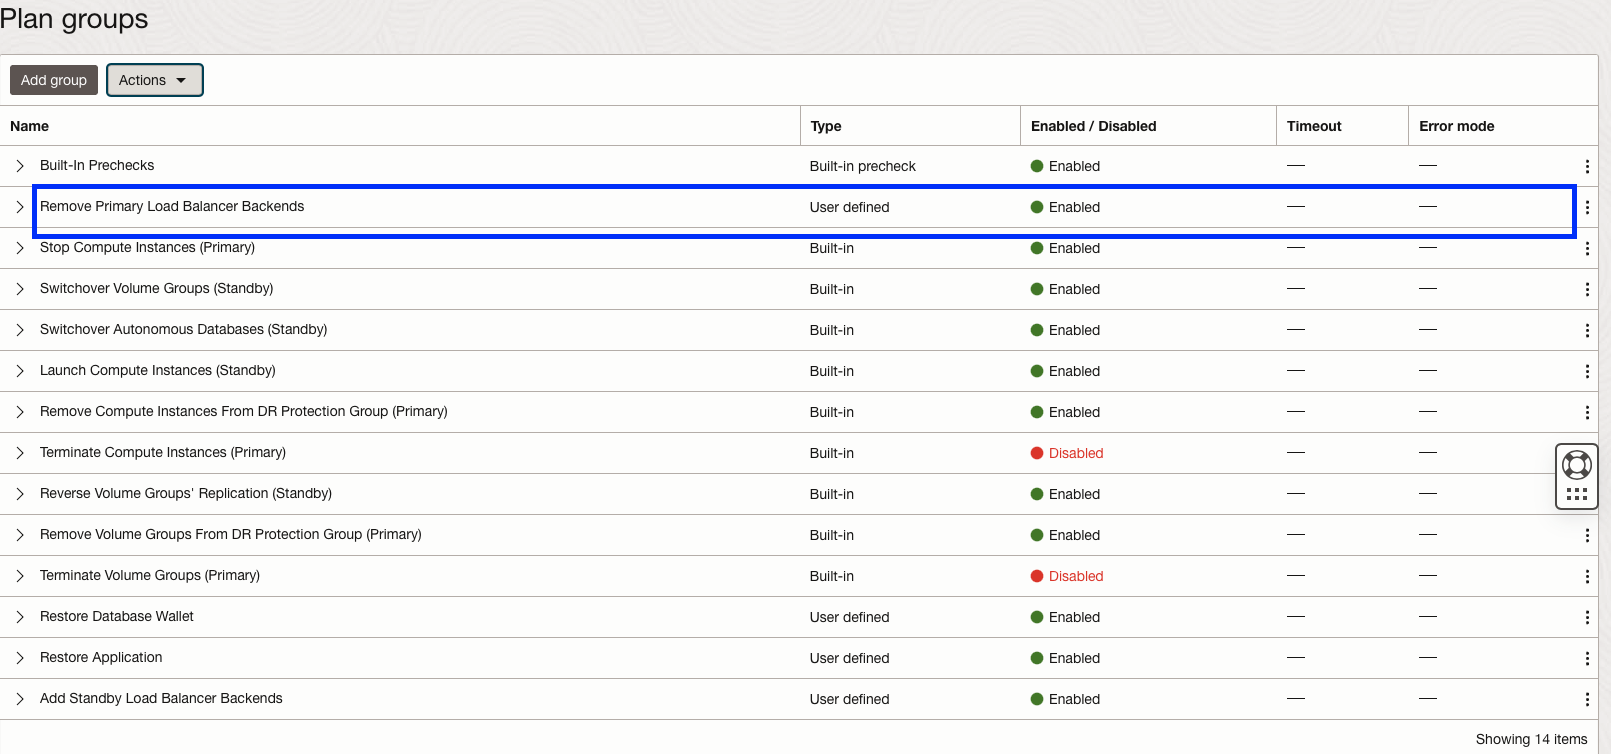 Plan groups
Add group Actions
Name Type Enabled / Disabled Timeout Error mode
Built-In Prechecks Built-in precheck Enabled — —
Remove Primary Load Balancer Backends User defined Enabled — —
Stop Compute Instances (Primary) Built-in Enabled — —
Switchover Volume Groups (Standby) Built-in Enabled — —
Switchover Autonomous Databases (Standby) Built-in Enabled — —
Launch Compute Instances (Standby) Built-in Enabled — —
Remove Compute Instances From DR Protection Group (Primary) Built-in Enabled — —
Terminate Compute Instances (Primary) Built-in Disabled — —
Reverse Volume Groups' Replication (Standby) Built-in Enabled — —
Remove Volume Groups From DR Protection Group (Primary) Built-in Enabled — —
Terminate Volume Groups (Primary) Built-in Disabled — —
Restore Database Wallet User defined Enabled — —
Restore Application User defined Enabled — —
Add Standby Load Balancer Backends User defined Enabled — —
Showing 14 items